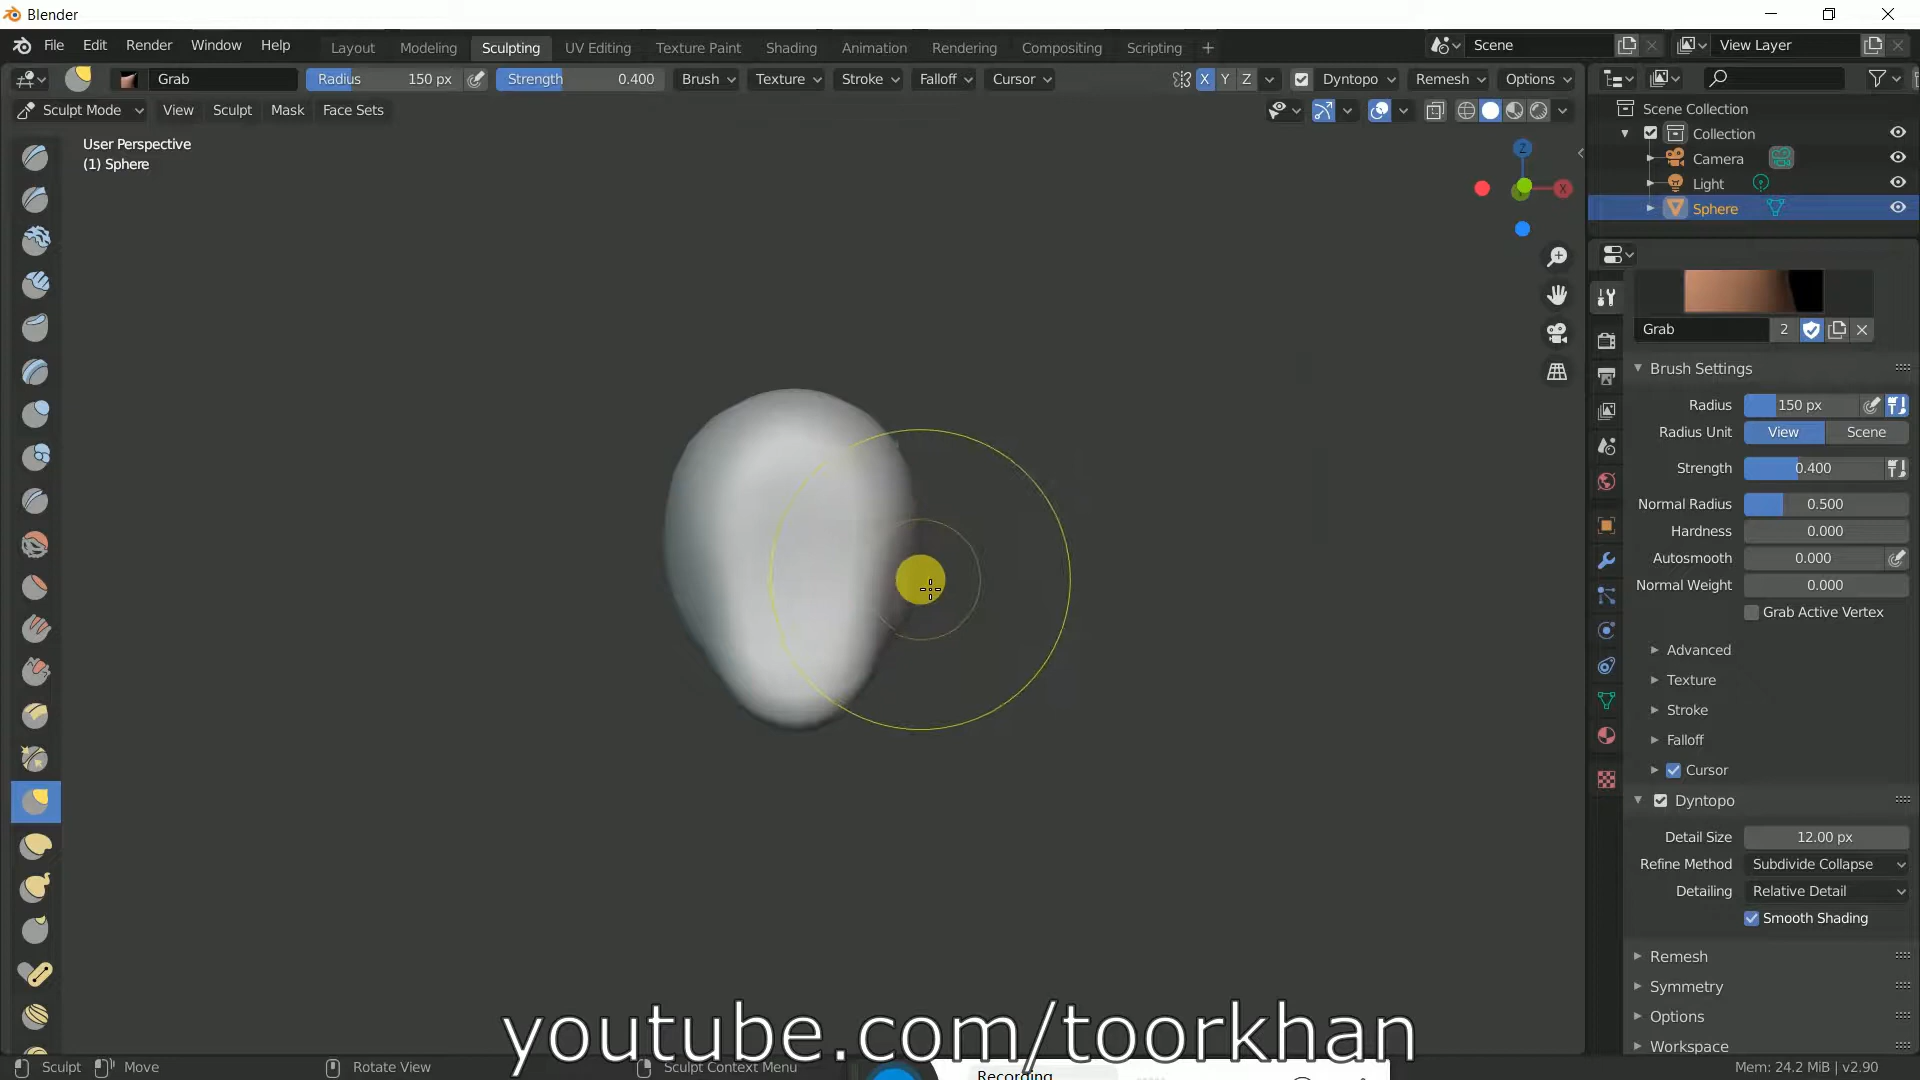 Blender
File Edit Render Window Help Layout Modeling Sculpting UV Editing Texture Paint Shading Animation Rendering Compositing Scripting + Scene View Layer
Grab Radius 150 px Strength 0.400 Brush Texture Stroke Falloff Cursor X Y Z Dyntopo Remesh Options
Sculpt Mode View Sculpt Mask Face Sets
User Perspective
(1) Sphere
Z
X
Scene Collection
Collection
Camera
Light
Sphere
Grab 2
Brush Settings
Radius 150 px
Radius Unit View Scene
Strength 0.400
Normal Radius 0.500
Hardness 0.000
Autosmooth 0.000
Normal Weight 0.000
Grab Active Vertex
Advanced
Texture
Stroke
Falloff
Cursor
Dyntopo
Detail Size 12.00 px
Refine Method Subdivide Collapse
Detailing Relative Detail
Smooth Shading
Remesh
Symmetry
Options
Workspace
youtube.com/toorkhan
Sculpt Move Rotate View Sculpt Context Menu Mem: 24.2 MiB | v2.90
Recording